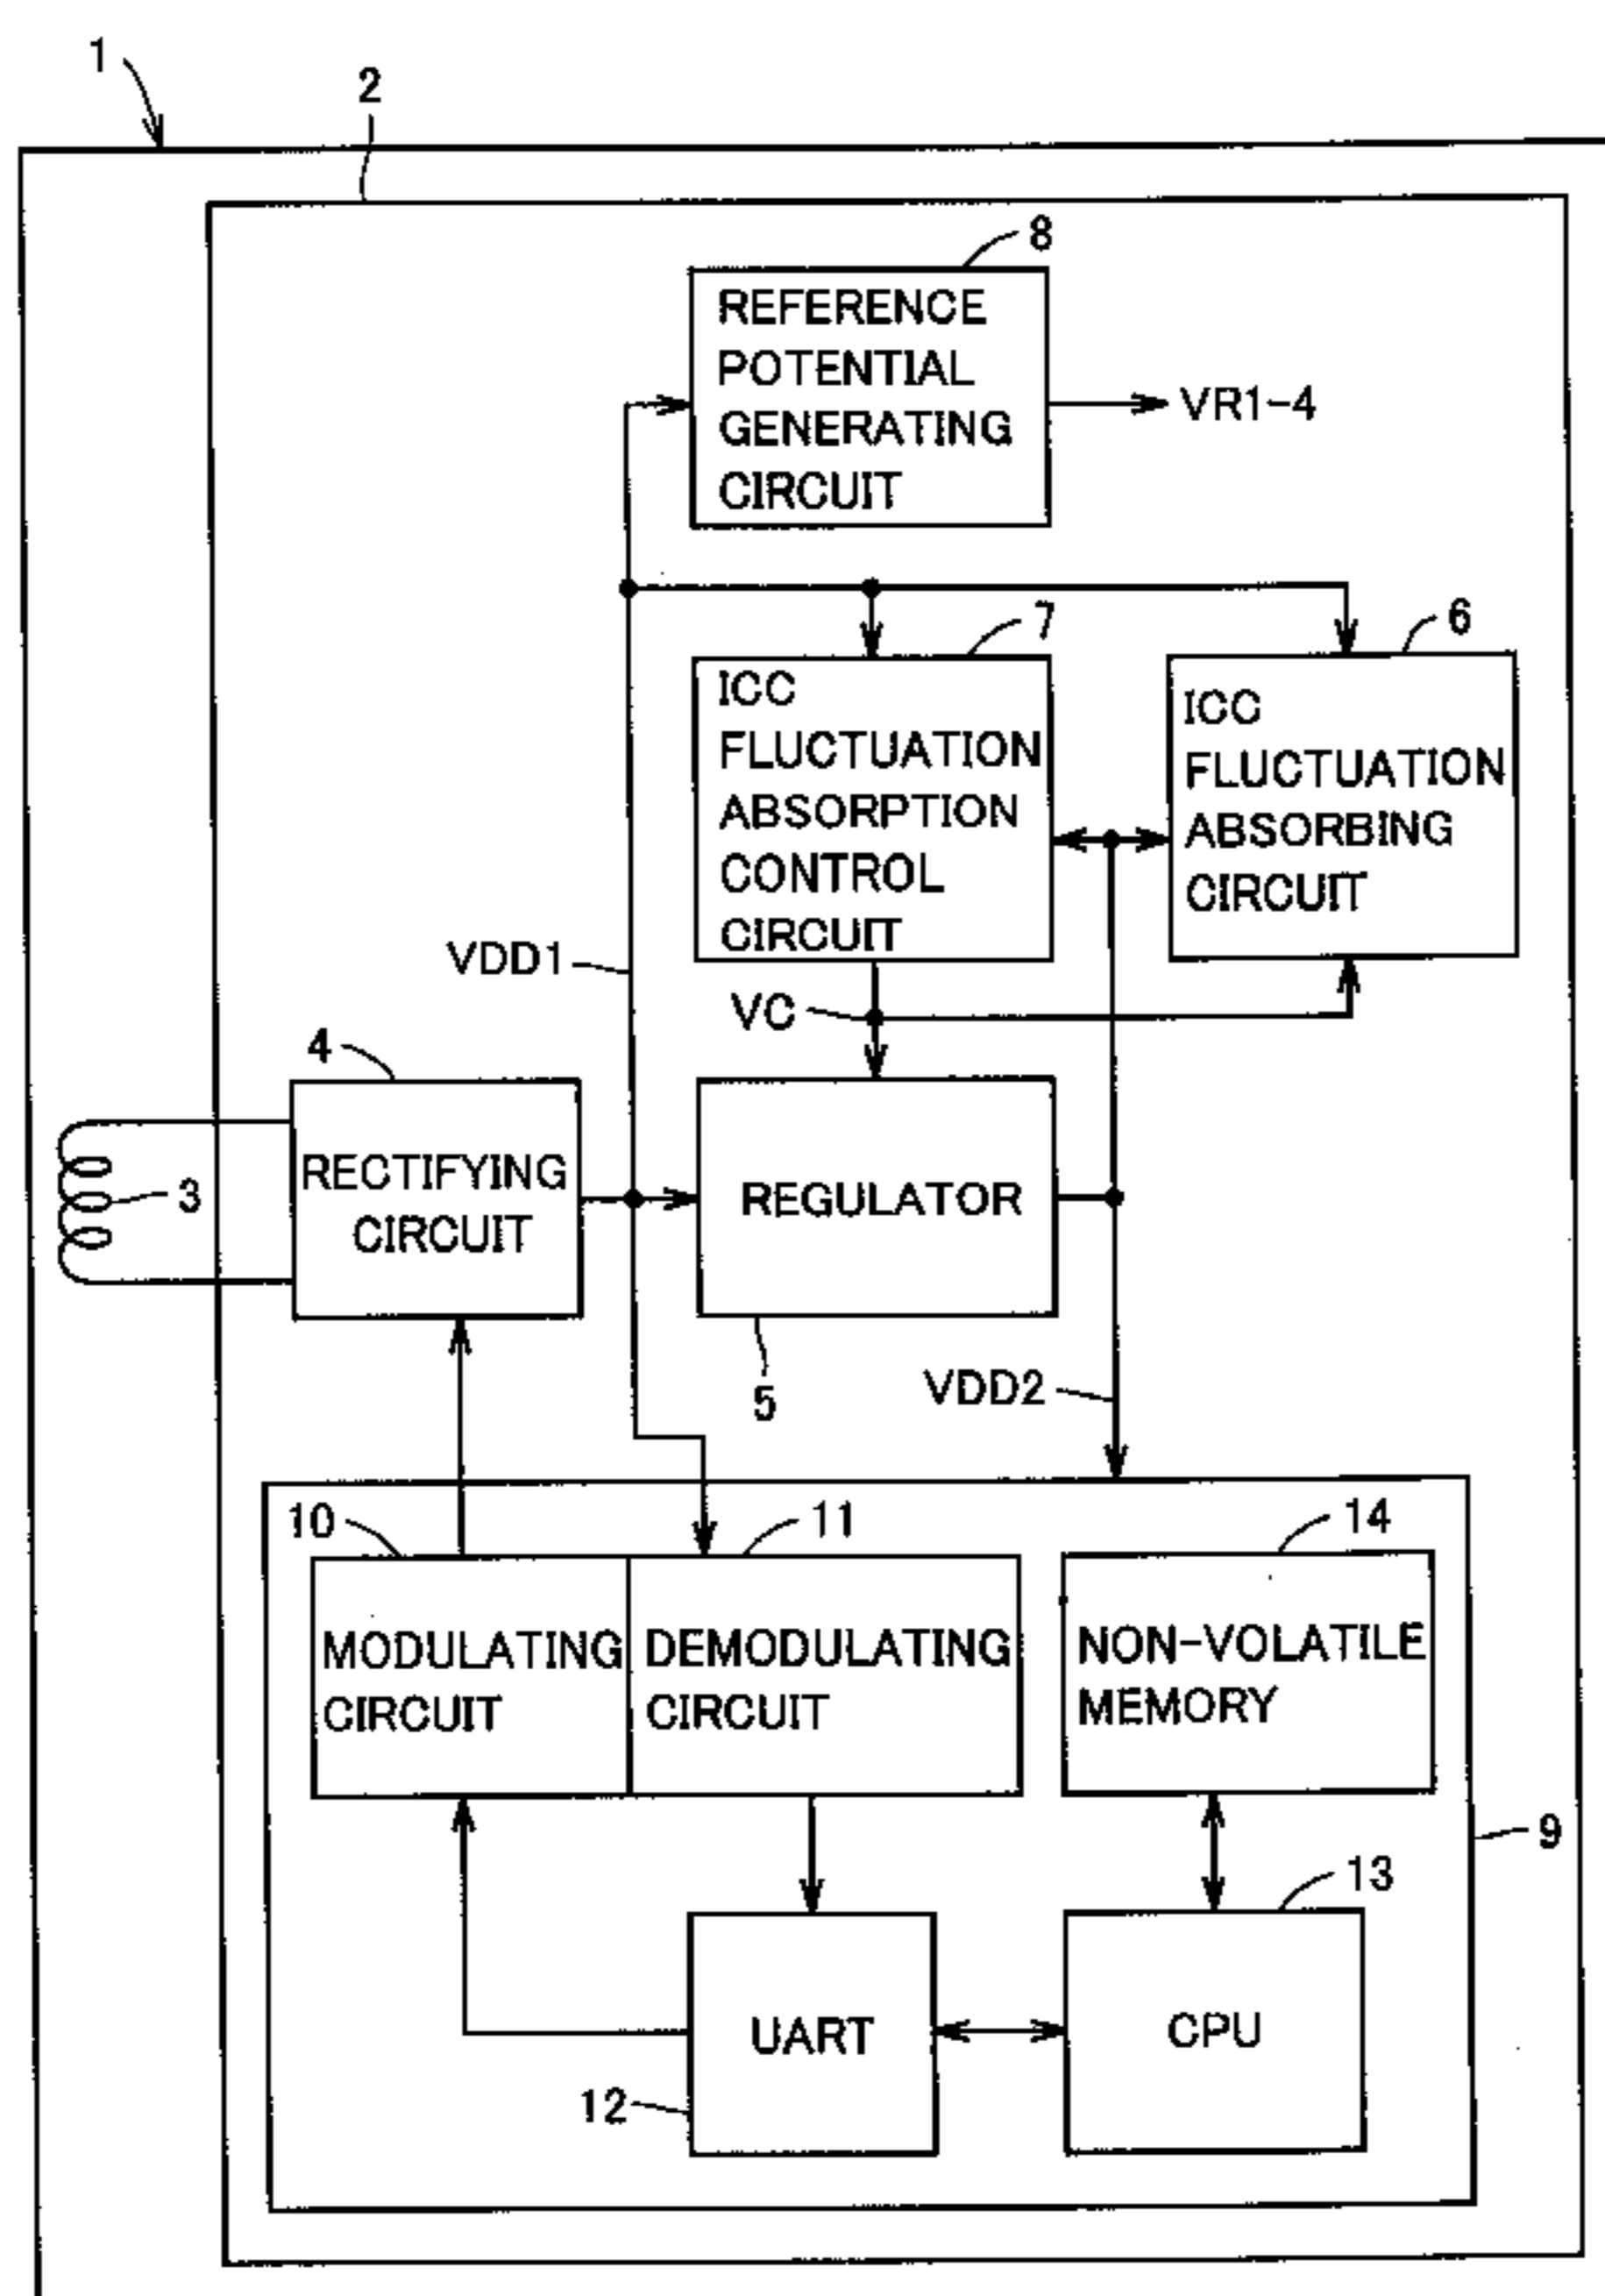 1
2
8
REFERENCE
POTENTIAL
GENERATING
CIRCUIT
VR1-4
7
6
ICC
FLUCTUATION
ABSORPTION
CONTROL
CIRCUIT
ICC
FLUCTUATION
ABSORBING
CIRCUIT
VDD1
VC
4
RECTIFYING
CIRCUIT
3
REGULATOR
5
VDD2
10
11
14
MODULATING
CIRCUIT
DEMODULATING
CIRCUIT
NON-VOLATILE
MEMORY
9
13
UART
CPU
12